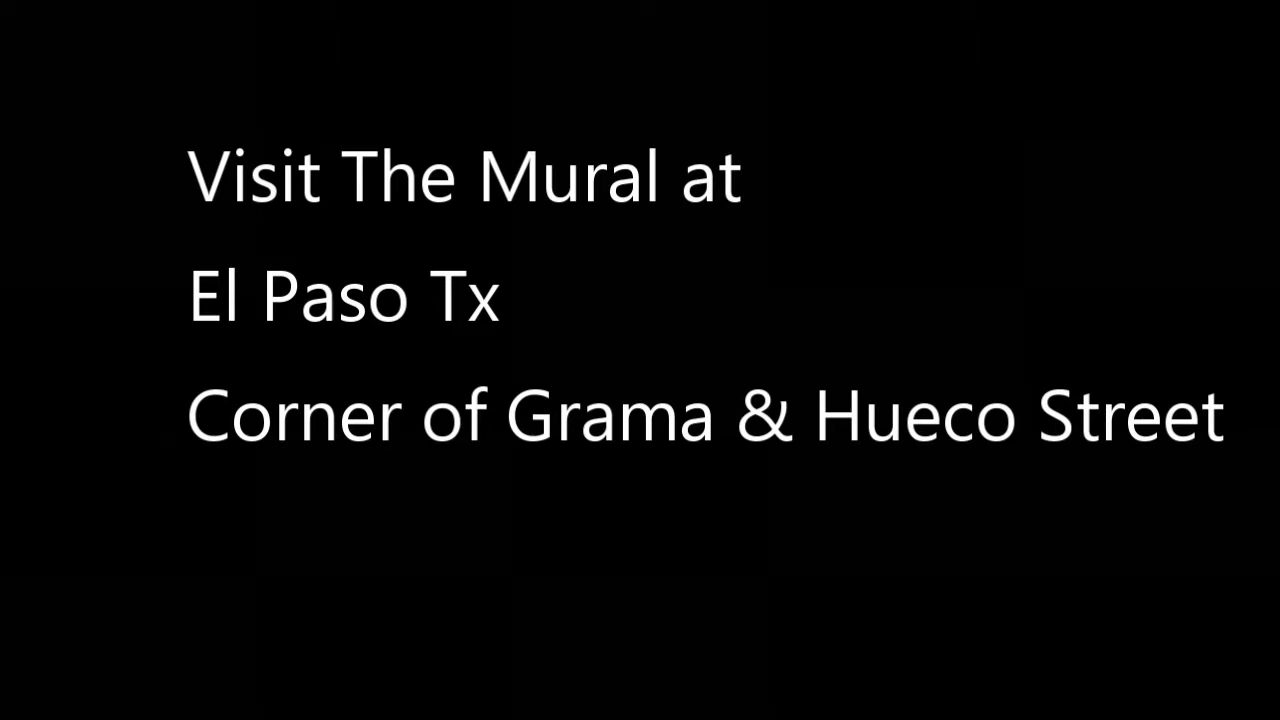 Visit The Mural at
El Paso Tx
Corner of Grama & Hueco Street